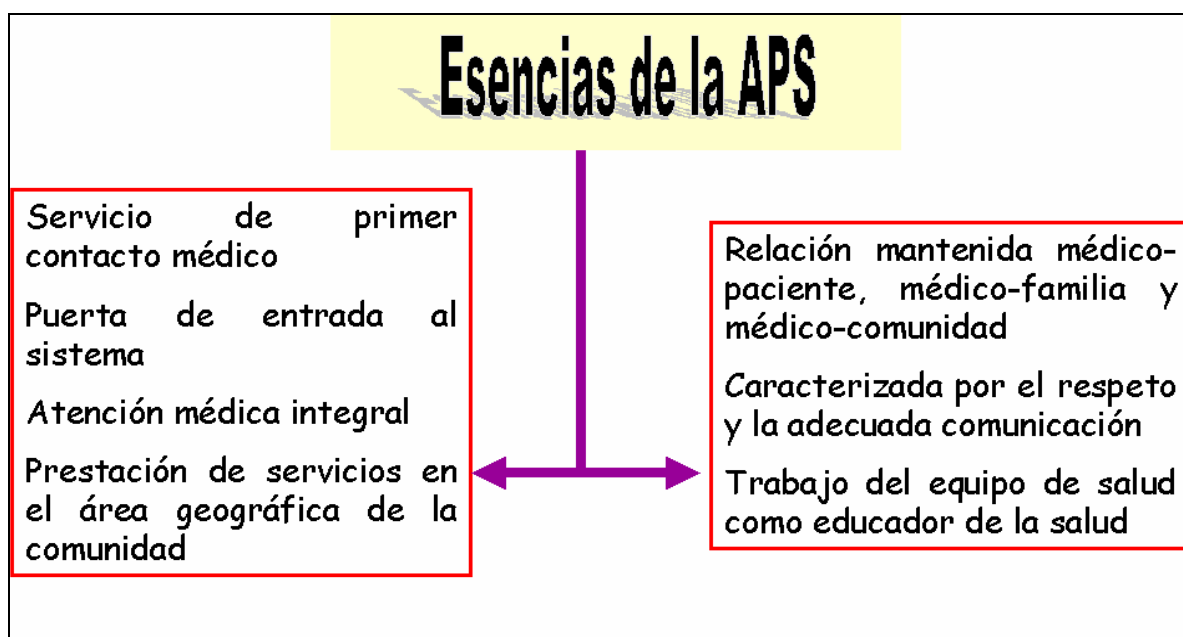 Esencias de la APS
Servicio de primer
contacto médico
Puerta de entrada al
sistema
Atención médica integral
Prestación de servicios en
el área geográfica de la
comunidad
Relación mantenida médico-
paciente, médico-familia y
médico-comunidad
Caracterizada por el respeto
y la adecuada comunicación
Trabajo del equipo de salud
como educador de la salud